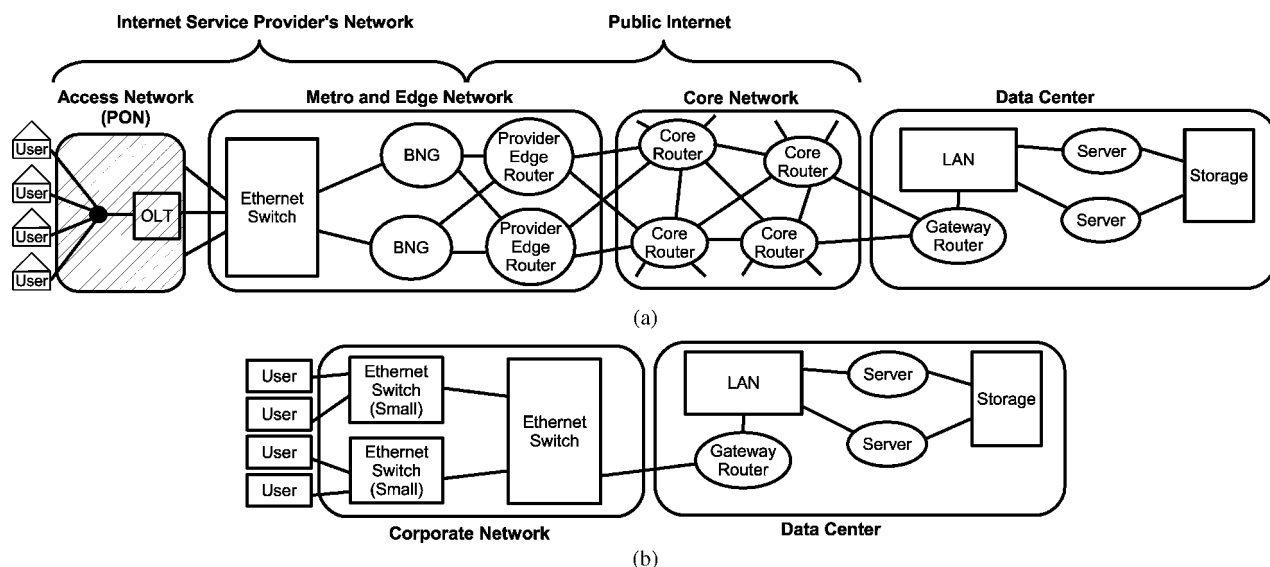 Internet Service Provider's Network
Public Internet
Access Network
(PON)
Metro and Edge Network
Core Network
Data Center
User
User
User
User
OLT
Ethernet
Switch
BNG
BNG
Provider
Edge
Router
Provider
Edge
Router
Core
Router
Core
Router
Core
Router
Core
Router
LAN
Gateway
Router
Server
Server
Storage
(a)
User
User
User
User
Ethernet
Switch
(Small)
Ethernet
Switch
(Small)
Ethernet
Switch
LAN
Gateway
Router
Server
Server
Storage
Corporate Network
Data Center
(b)